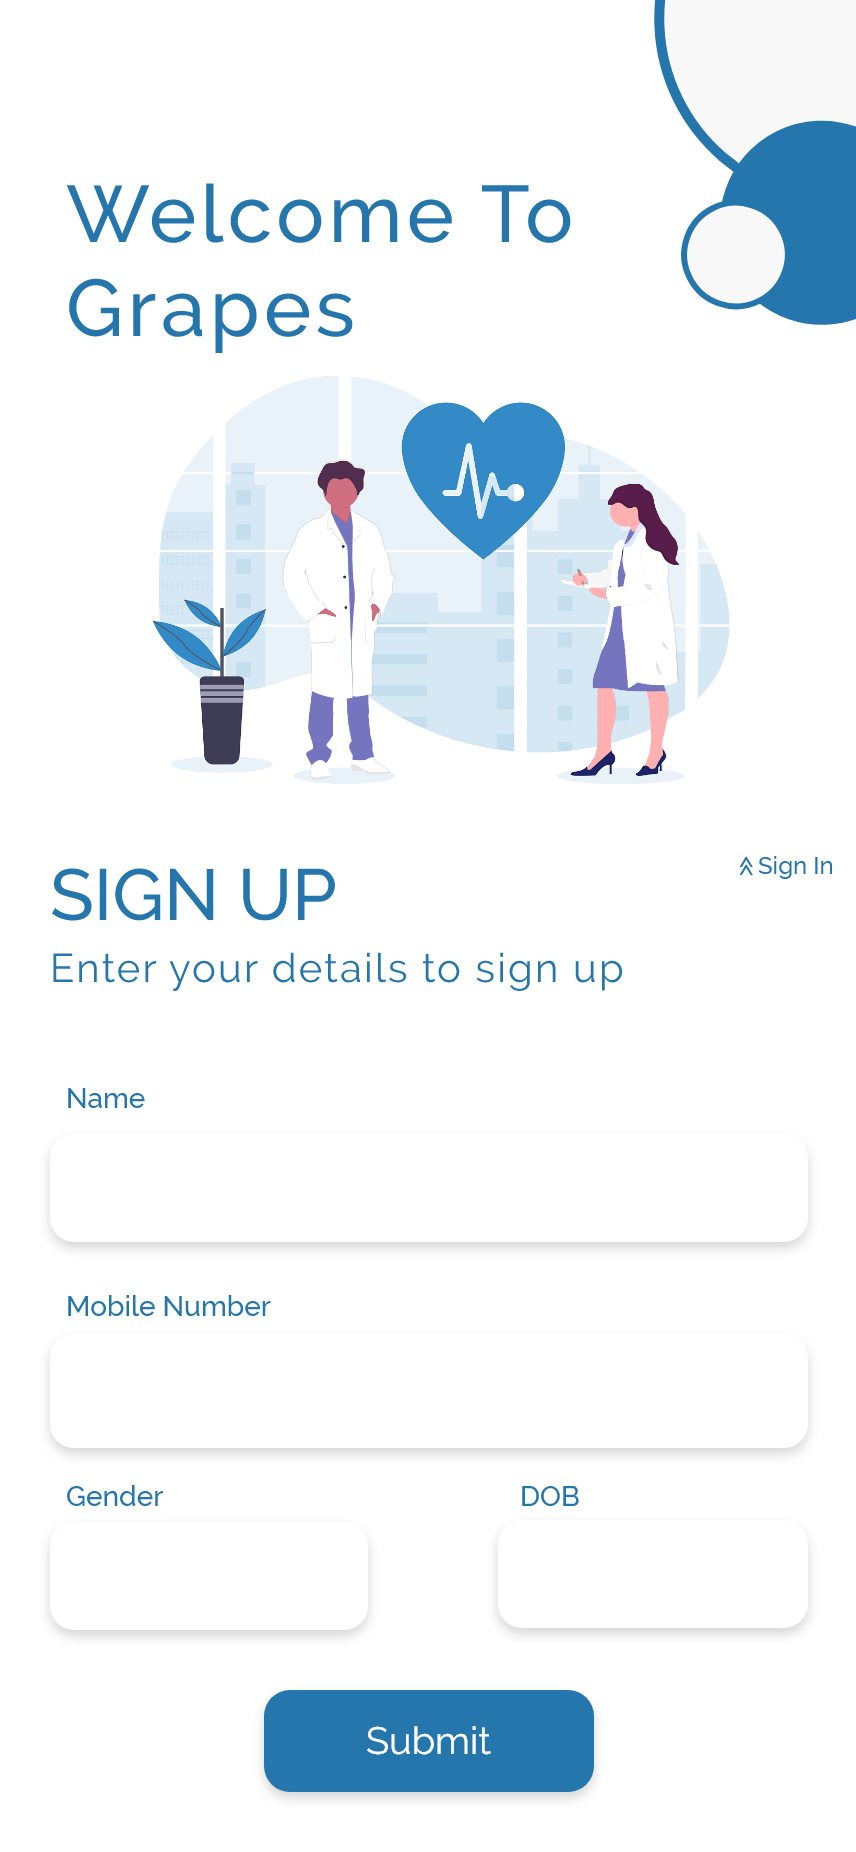 Welcome To
Grapes
Sign In
SIGN UP
Enter your details to sign up
Name
Mobile Number
Gender
DOB
Submit